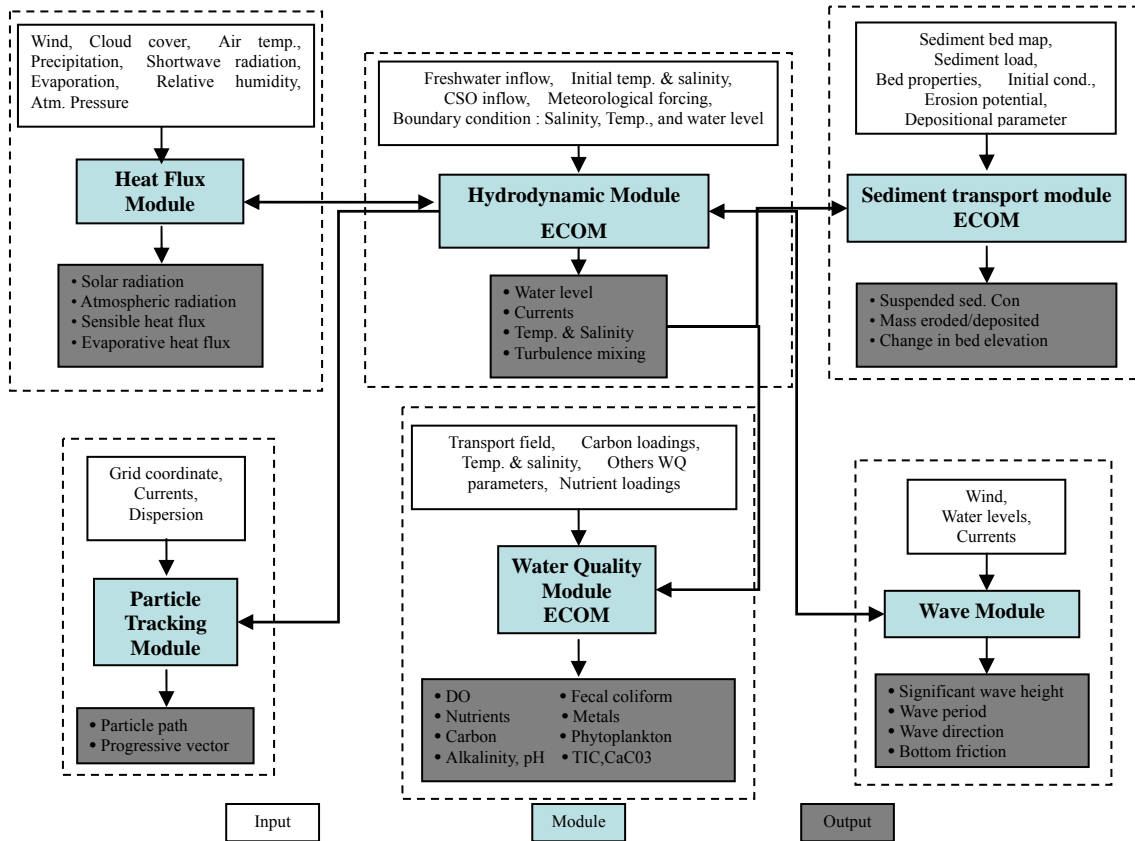 Wind, Cloud cover, Air temp.,
Precipitation, Shortwave radiation,
Evaporation, Relative humidity,
Atm. Pressure
Heat Flux
Module
• Solar radiation
• Atmospheric radiation
• Sensible heat flux
• Evaporative heat flux
Freshwater inflow, Initial temp. & salinity,
CSO inflow, Meteorological forcing,
Boundary condition : Salinity, Temp., and water level
Hydrodynamic Module
ECOM
• Water level
• Currents
• Temp. & Salinity
• Turbulence mixing
Sediment bed map,
Sediment load,
Bed properties, Initial cond.,
Erosion potential,
Depositional parameter
Sediment transport module
ECOM
• Suspended sed. Con
• Mass eroded/deposited
• Change in bed elevation
Grid coordinate,
Currents,
Dispersion
Particle
Tracking
Module
• Particle path
• Progressive vector
Transport field, Carbon loadings,
Temp. & salinity, Others WQ
parameters, Nutrient loadings
Water Quality
Module
ECOM
• DO • Fecal coliform
• Nutrients • Metals
• Carbon • Phytoplankton
• Alkalinity, pH • TIC,CaC03
Wind,
Water levels,
Currents
Wave Module
• Significant wave height
• Wave period
• Wave direction
• Bottom friction
Input
Module
Output